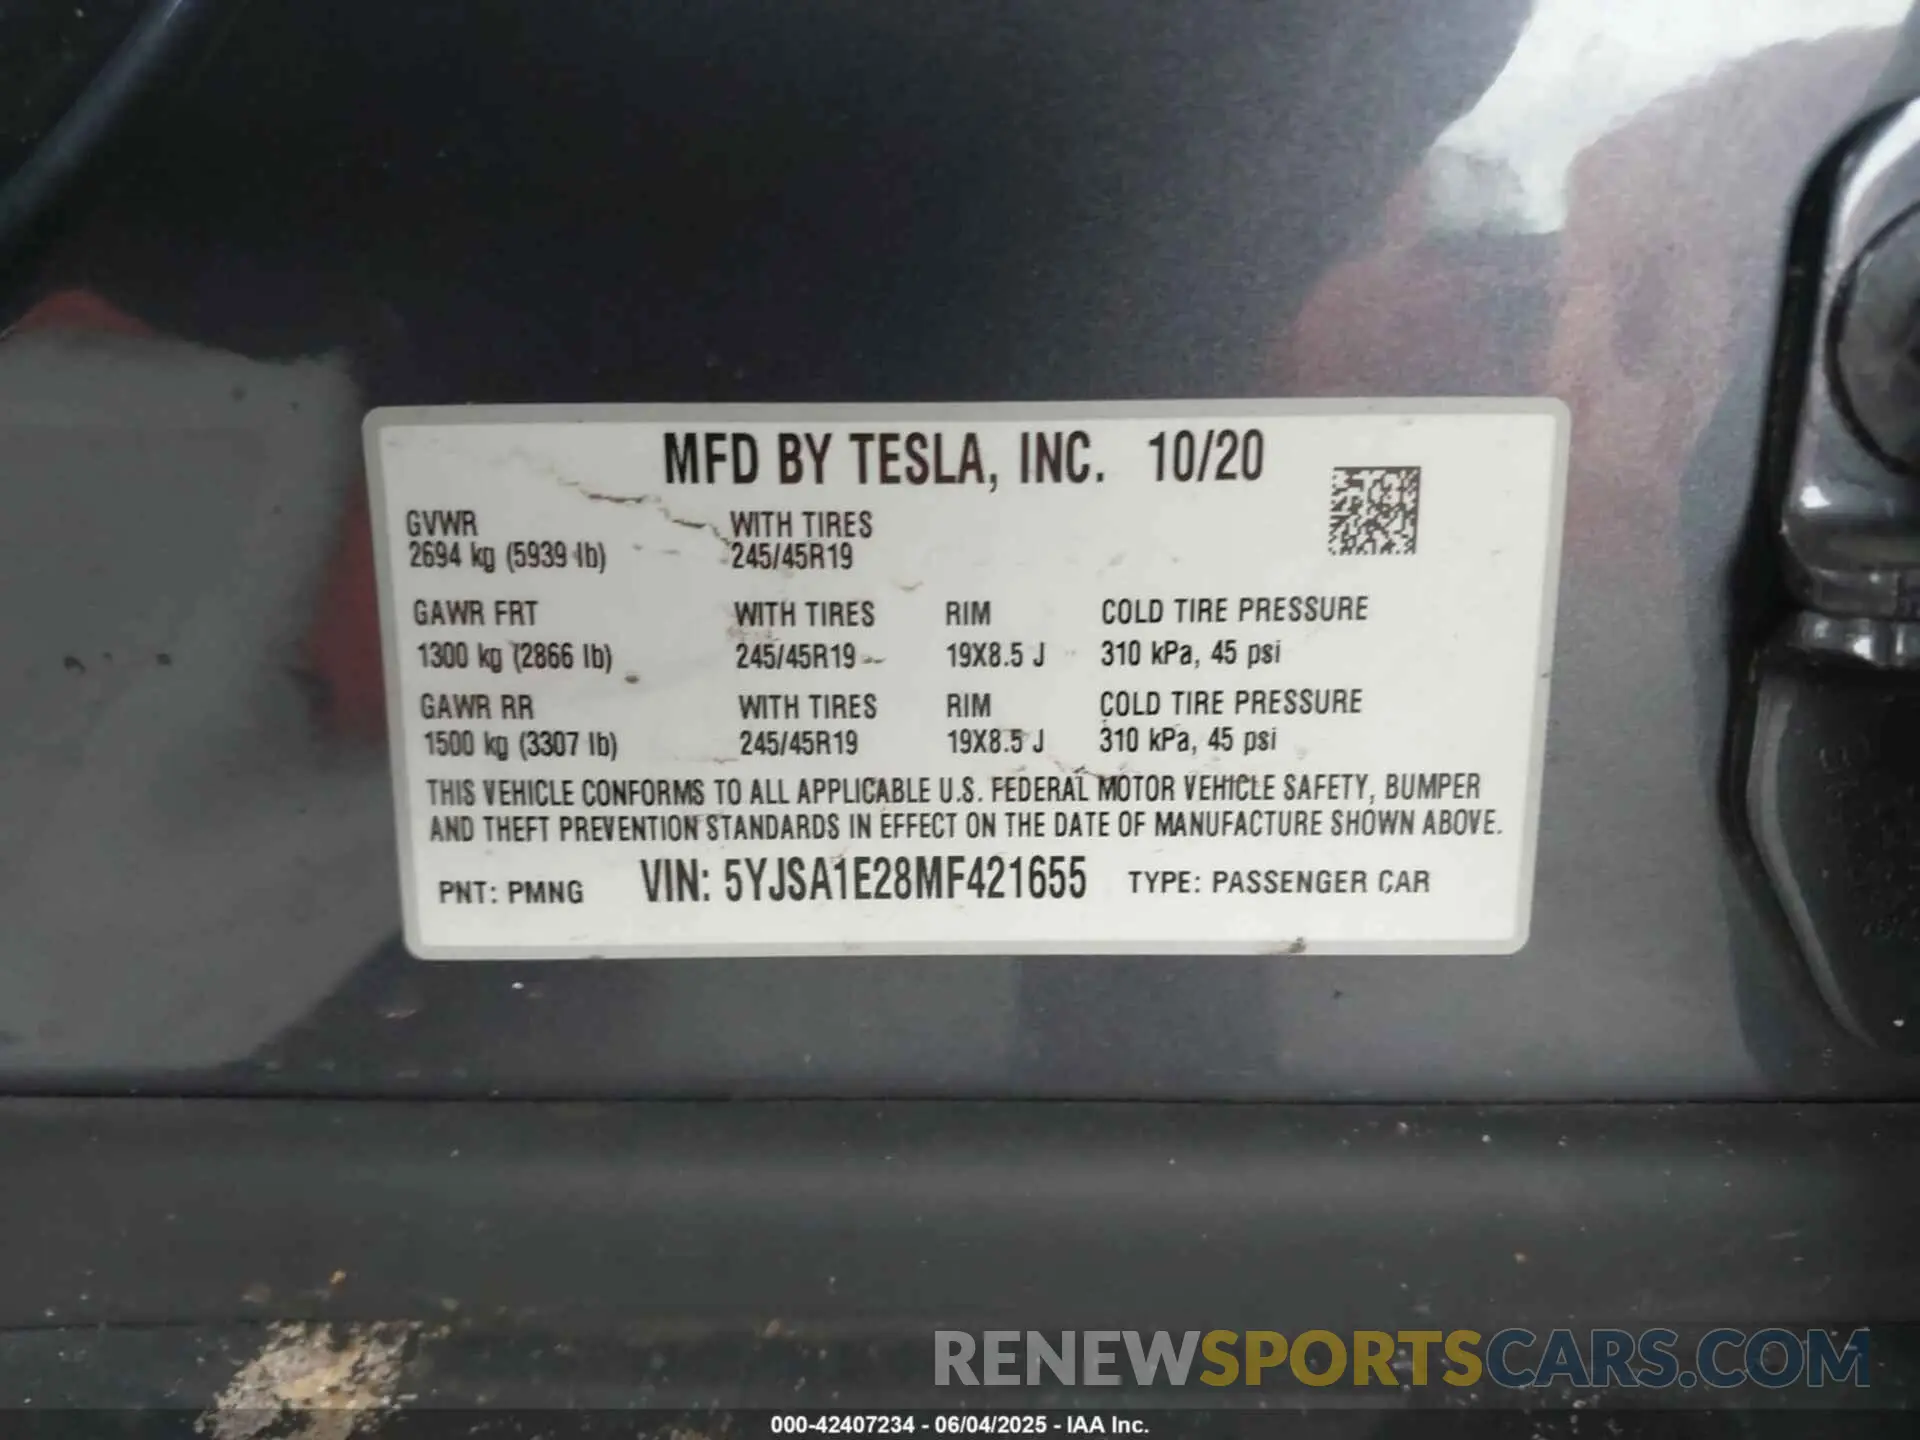 MFD BY TESLA, INC. 10/20
GVWR WITH TIRES
2694 kg (5939 lb) 245/45R19
GAWR FRT WITH TIRES RIM COLD TIRE PRESSURE
1300 kg (2866 lb) 245/45R19 19X8.5 J 310 kPa, 45 psi
GAWR RR WITH TIRES RIM COLD TIRE PRESSURE
1500 kg (3307 lb) 245/45R19 19X8.5 J 310 kPa, 45 psi
THIS VEHICLE CONFORMS TO ALL APPLICABLE U.S. FEDERAL MOTOR VEHICLE SAFETY, BUMPER
AND THEFT PREVENTION STANDARDS IN EFFECT ON THE DATE OF MANUFACTURE SHOWN ABOVE.
PNT: PMNG VIN: 5YJSA1E28MF421655 TYPE: PASSENGER CAR
RENEWSPORTSCARS.COM
000-42407234 - 06/04/2025 - IAA Inc.